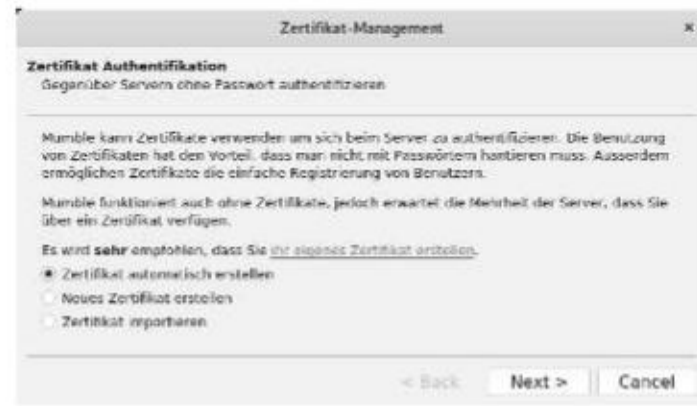 Zertifikat-Management
Zertifikat Authentifikation
Gegenüber Servern ohne Passwort authentifizieren
Mumble kann Zertifikate verwenden um sich beim Server zu authentifizieren. Die Benutzung
von Zertifikaten hat den Vorteil, dass man nicht mit Passwörtern hantieren muss. Ausserdem
ermöglichen Zertifikate die einfache Registrierung von Benutzern.
Mumble funktioniert auch ohne Zertifikate, jedoch erwartet die Mehrheit der Server, dass Sie
über ein Zertifikat verfügen.
Es wird sehr empfohlen, dass Sie ihr eigenes Zertifikat erstellen.
Zertifikat automatisch erstellen
Neues Zertifikat erstellen
Zertifikat importieren
< Back Next > Cancel